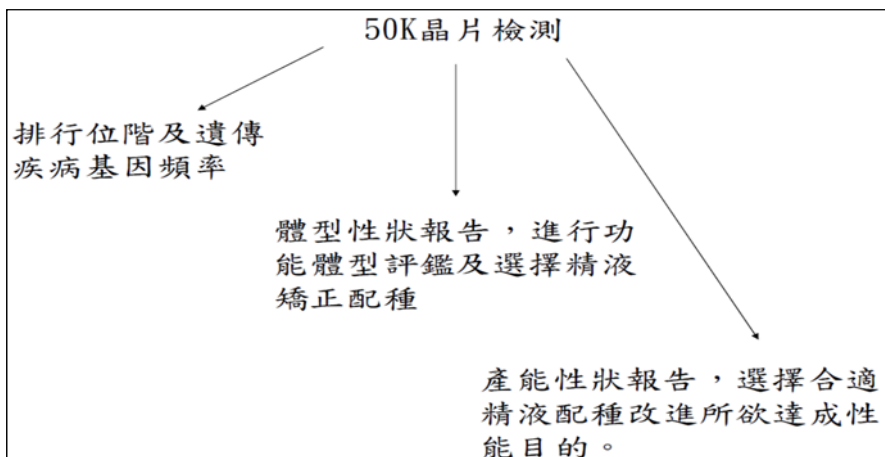 50K晶片檢測
排行位階及遺傳
疾病基因頻率
體型性狀報告，進行功
能體型評鑑及選擇精液
矯正配種
產能性狀報告，選擇合適
精液配種改進所欲達成性
能目的。